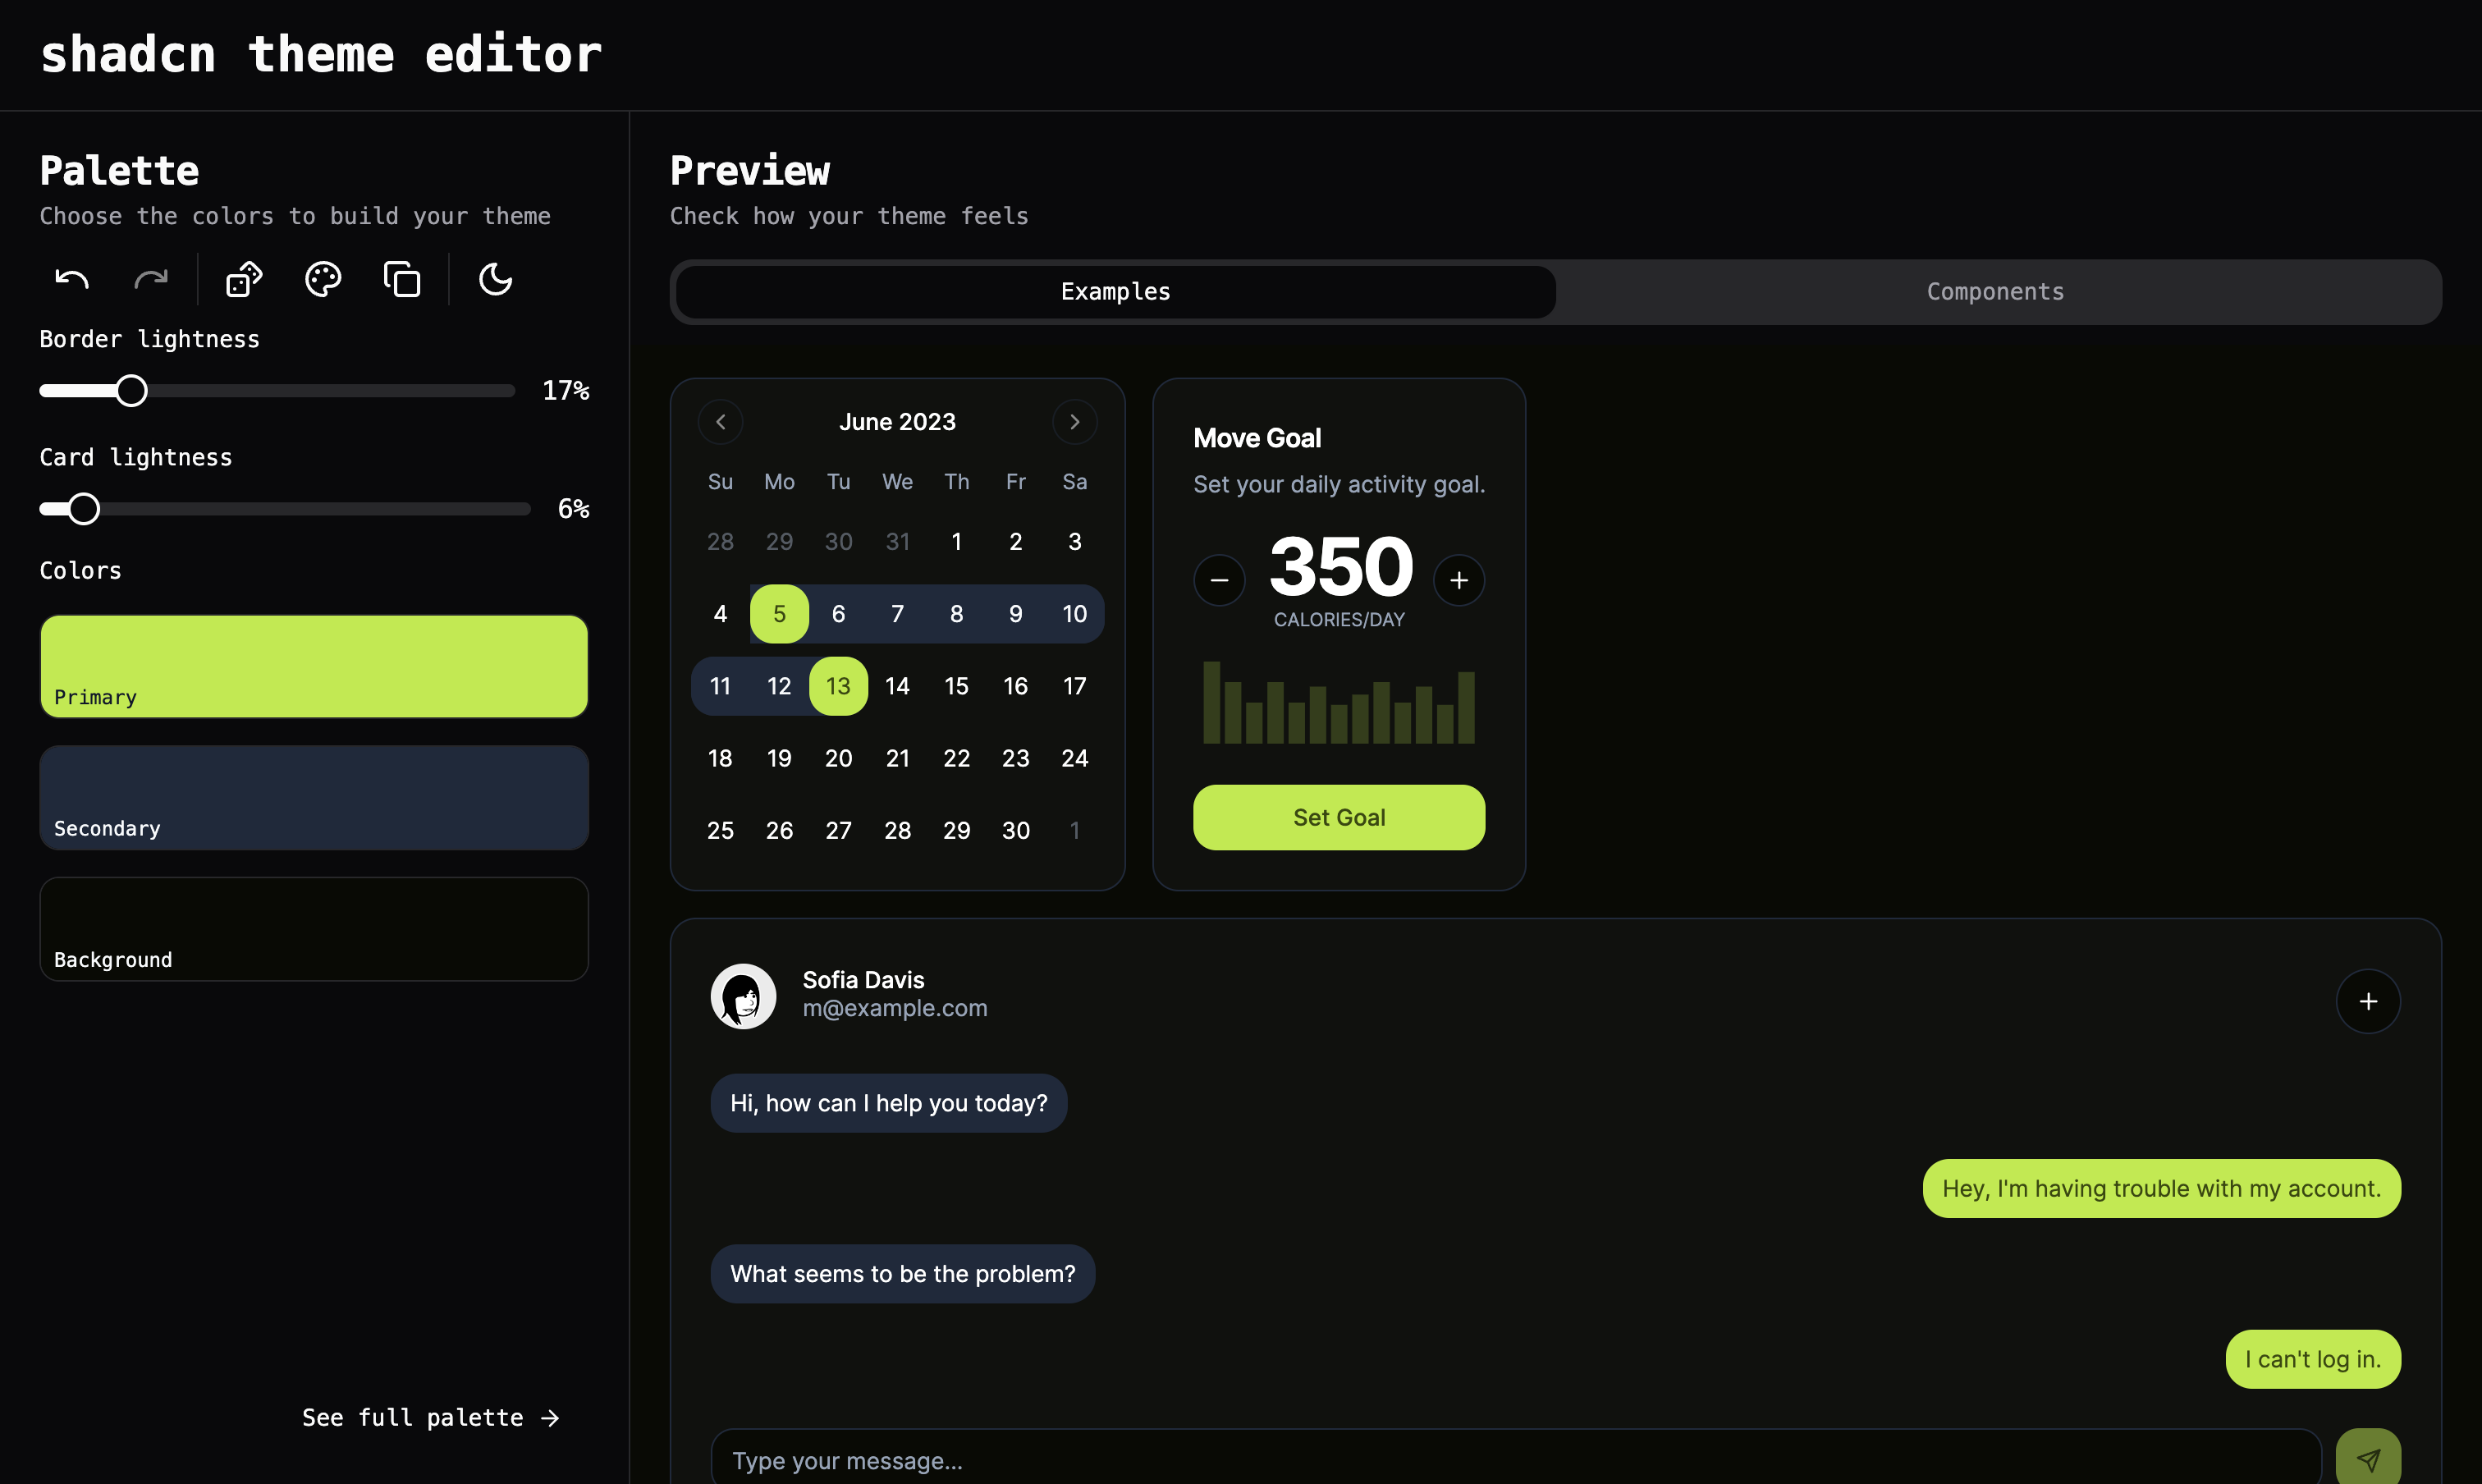 shadcn theme editor
Palette
Choose the colors to build your theme
Border lightness
17%
Card lightness
6%
Colors
Primary
Secondary
Background
See full palette →
Preview
Check how your theme feels
Examples
Components
June 2023
Su Mo Tu We Th Fr Sa
28 29 30 31 1 2 3
4 5 6 7 8 9 10
11 12 13 14 15 16 17
18 19 20 21 22 23 24
25 26 27 28 29 30 1
Move Goal
Set your daily activity goal.
350
CALORIES/DAY
Set Goal
Sofia Davis
m@example.com
Hi, how can I help you today?
Hey, I'm having trouble with my account.
What seems to be the problem?
I can't log in.
Type your message...